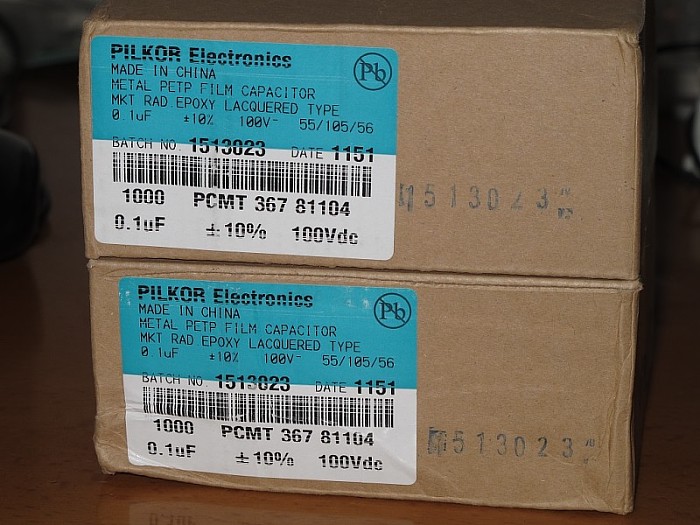 PILKOR Electronics
Pb
MADE IN CHINA
METAL PETP FILM CAPACITOR
MKT RAD EPOXY LACQUERED TYPE
0.1uF ±10% 100V⁻ 55/105/56
BATCH NO. 1513023 DATE 1151
1000 PCMT 367 81104
0.1uF ±10% 100Vdc
1513023
PILKOR Electronics
Pb
MADE IN CHINA
METAL PETP FILM CAPACITOR
MKT RAD EPOXY LACQUERED TYPE
0.1uF ±10% 100V⁻ 55/105/56
BATCH NO. 1513023 DATE 1151
1000 PCMT 367 81104
0.1uF ±10% 100Vdc
1513023